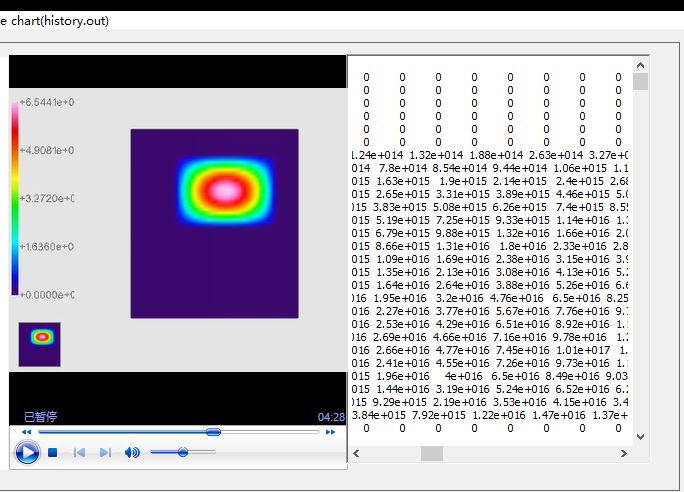 e chart(history.out)
+4.9081e+0
+3.2720e+0
+1.6360e+0
+0.0000e+0
已暂停
04:28
0 0 0 0 0 0 0 0
0 0 0 0 0 0 0 0
0 0 0 0 0 0 0 0
0 0 0 0 0 0 0 0
0 0 0 0 0 0 0 0
0 0 0 0 0 0 0 0
1.24e+014 1.32e+014 1.88e+014 2.63e+014 3.27e+0
014 7.8e+014 8.54e+014 9.44e+014 1.06e+015 1.1
015 1.63e+015 1.9e+015 2.14e+015 2.4e+015 2.68
015 2.65e+015 3.31e+015 3.89e+015 4.46e+015 5.0
015 3.83e+015 5.08e+015 6.26e+015 7.4e+015 8.55
015 5.19e+015 7.25e+015 9.33e+015 1.14e+016 1.3
015 6.79e+015 9.88e+015 1.32e+016 1.66e+016 2.0
015 8.66e+015 1.31e+016 1.8e+016 2.33e+016 2.8
015 1.09e+016 1.69e+016 2.38e+016 3.15e+016 3.9
015 1.35e+016 2.13e+016 3.08e+016 4.13e+016 5.2
015 1.64e+016 2.64e+016 3.88e+016 5.26e+016 6.6
016 1.95e+016 3.2e+016 4.76e+016 6.5e+016 8.25
016 2.27e+016 3.77e+016 5.67e+016 7.76e+016 9.
016 2.53e+016 4.29e+016 6.51e+016 8.92e+016 1.
016 2.69e+016 4.66e+016 7.16e+016 9.78e+016 1.2
016 2.66e+016 4.77e+016 7.45e+016 1.01e+017 1.
016 2.41e+016 4.55e+016 7.26e+016 9.73e+016 1.
015 1.96e+016 4e+016 6.5e+016 8.49e+016 9.03
015 1.44e+016 3.19e+016 5.24e+016 6.52e+016 6.
015 9.29e+015 2.19e+016 3.53e+016 4.15e+016 3.4
3.84e+015 7.92e+015 1.22e+016 1.47e+016 1.37e+
0 0 0 0 0 0 0 0